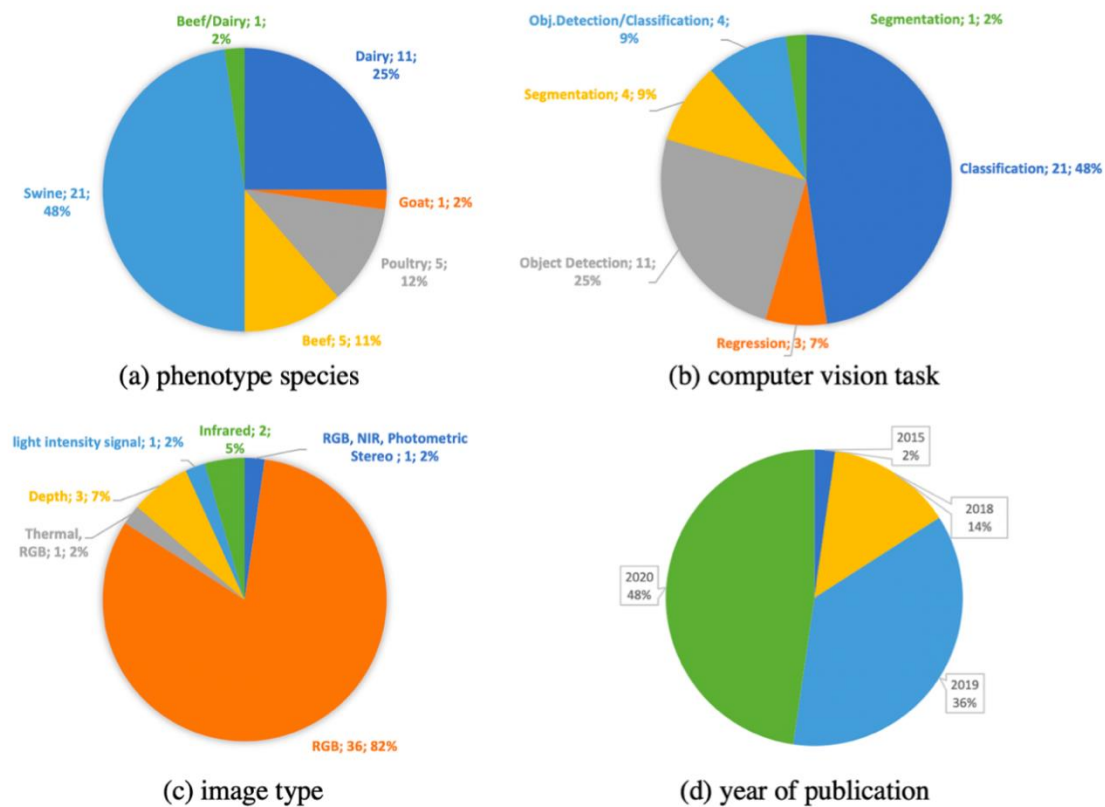 Beef/Dairy; 1;
2%
Dairy; 11;
25%
Swine; 21;
48%
Goat; 1; 2%
Poultry; 5;
12%
Beef; 5; 11%
(a) phenotype species
Obj.Detection/Classification; 4;
9%
Segmentation; 1; 2%
Segmentation; 4; 9%
Classification; 21; 48%
Object Detection; 11;
25%
Regression; 3; 7%
(b) computer vision task
light intensity signal; 1; 2%
Infrared; 2;
5%
RGB, NIR, Photometric
Stereo ; 1; 2%
Depth; 3; 7%
Thermal,
RGB; 1; 2%
RGB; 36; 82%
(c) image type
2015
2%
2018
14%
2020
48%
2019
36%
(d) year of publication